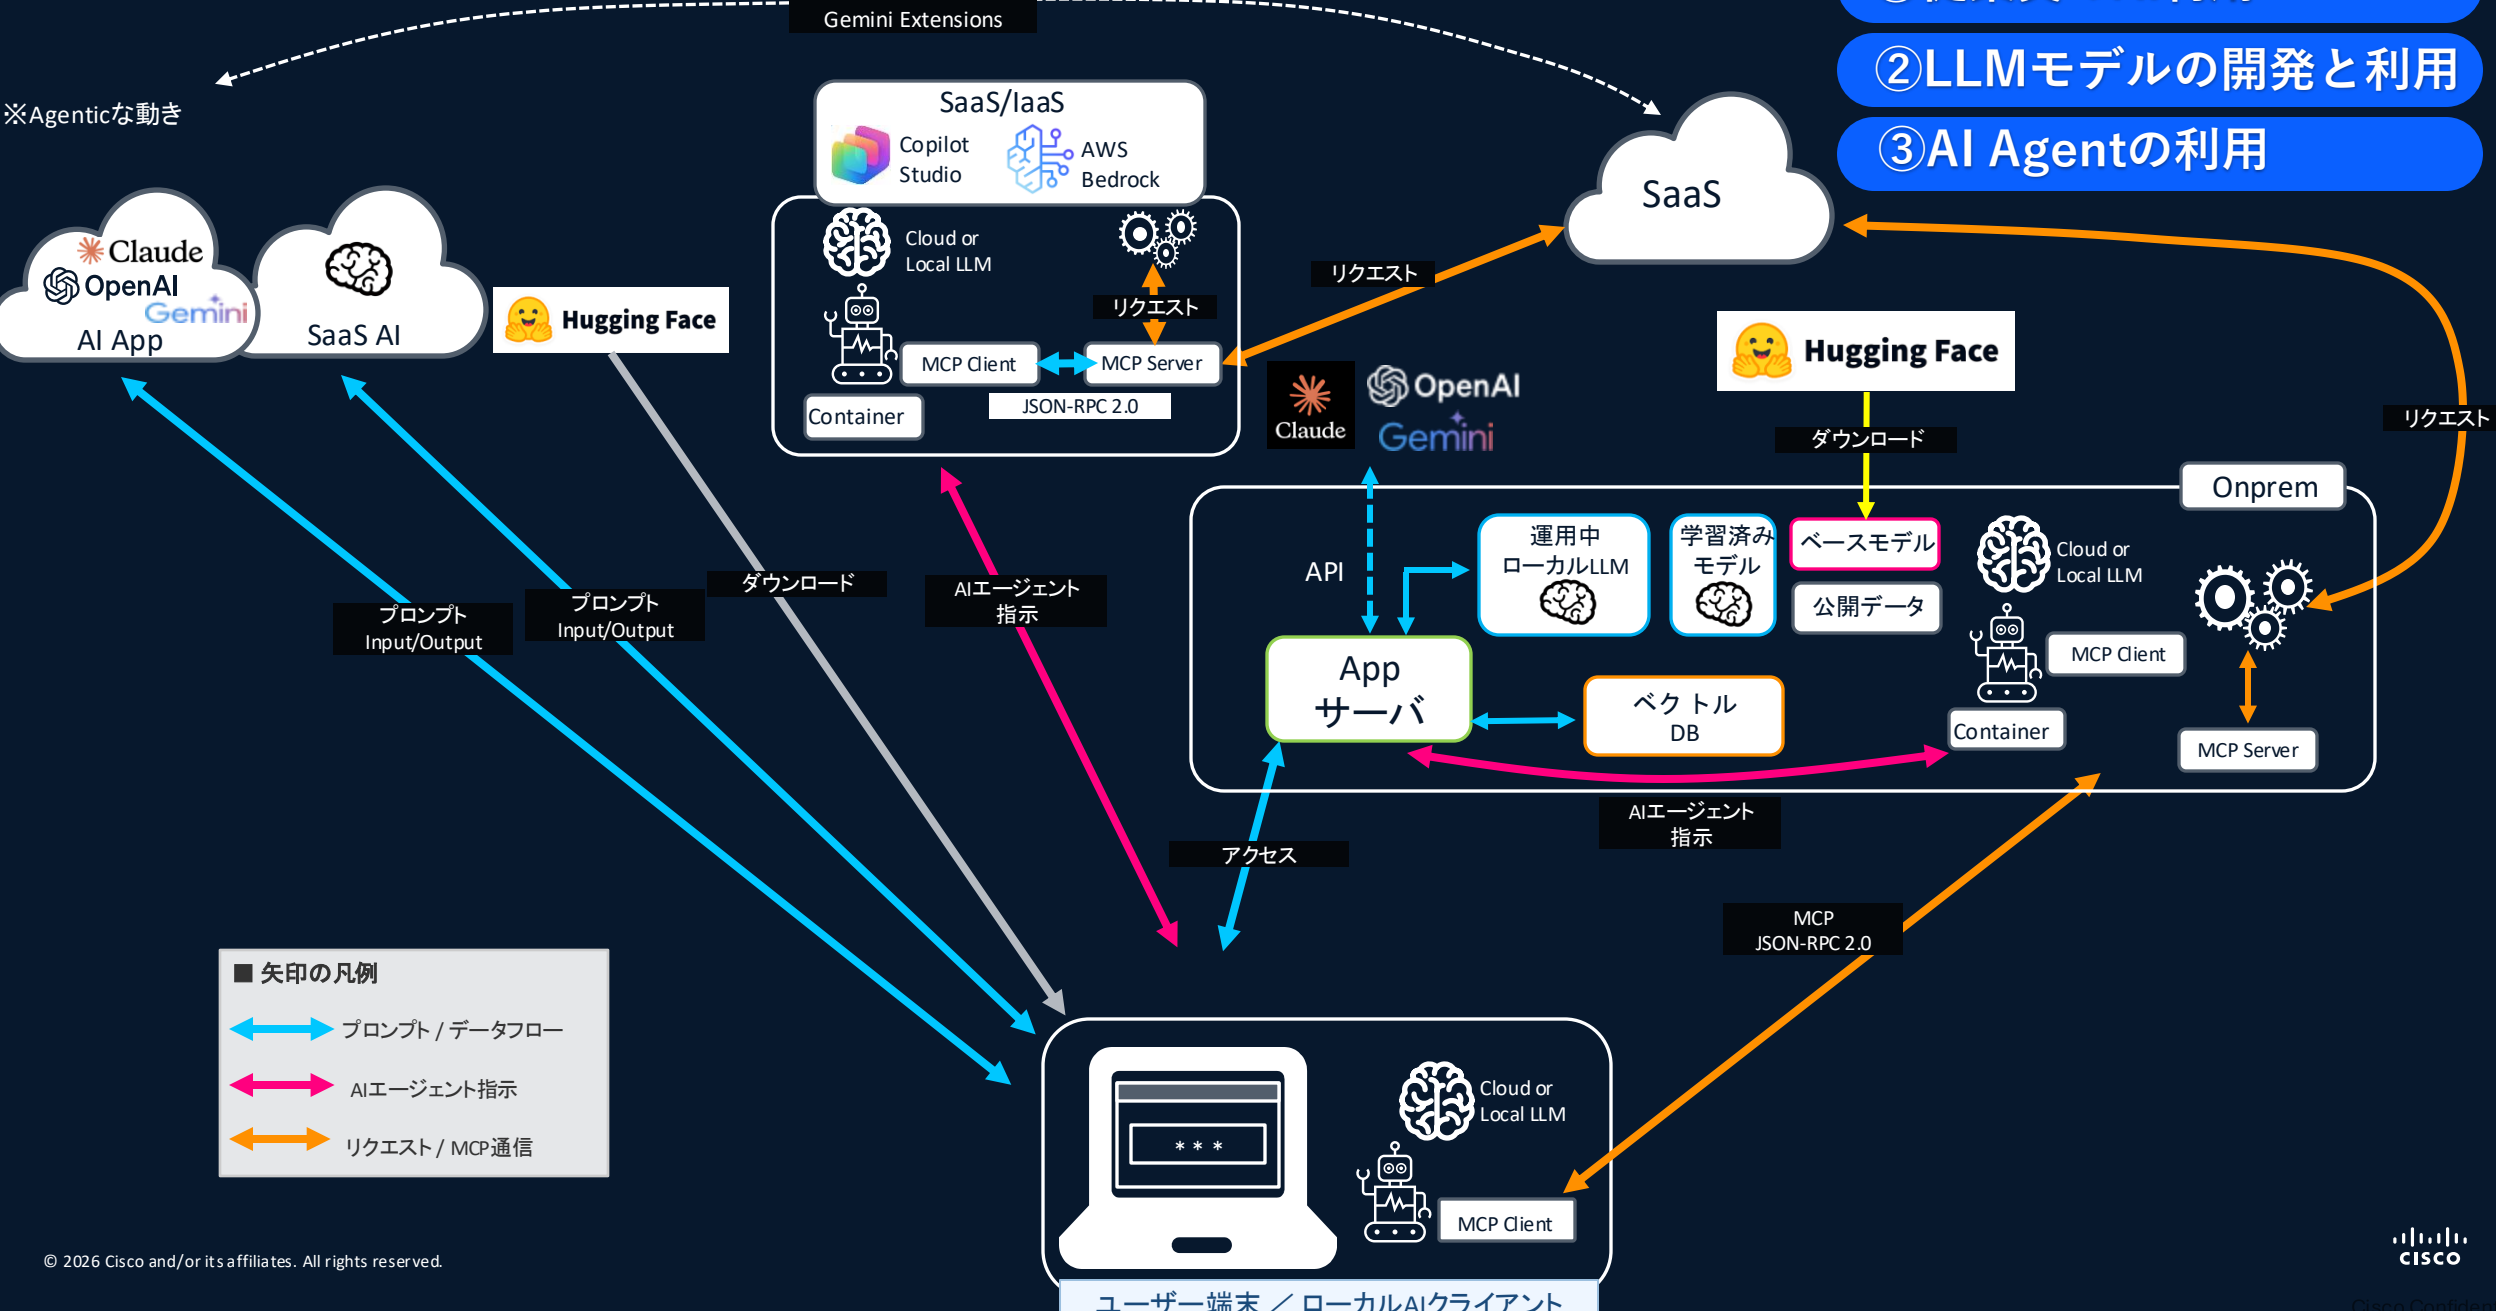 Gemini Extensions
②LLMモデルの開発と利用
③AI Agentの利用
※Agenticな動き
SaaS/IaaS
Copilot
Studio
AWS
Bedrock
SaaS
Claude
OpenAI
Gemini
AI App
SaaS AI
Hugging Face
Cloud or
Local LLM
リクエスト
MCP Client
MCP Server
JSON-RPC 2.0
Container
リクエスト
Claude
OpenAI
Gemini
Hugging Face
ダウンロード
リクエスト
Onprem
API
運用中
ローカルLLM
学習済み
モデル
ベースモデル
公開データ
Cloud or
Local LLM
MCP Client
Container
MCP Server
App
サーバ
ベクトル
DB
プロンプト
Input/Output
プロンプト
Input/Output
ダウンロード
AIエージェント
指示
アクセス
AIエージェント
指示
MCP
JSON-RPC 2.0
■ 矢印の凡例
プロンプト / データフロー
AIエージェント指示
リクエスト / MCP通信
***
Cloud or
Local LLM
MCP Client
ユーザー端末 ／ ローカルAIクライアント
© 2026 Cisco and/or its affiliates. All rights reserved.
CISCO